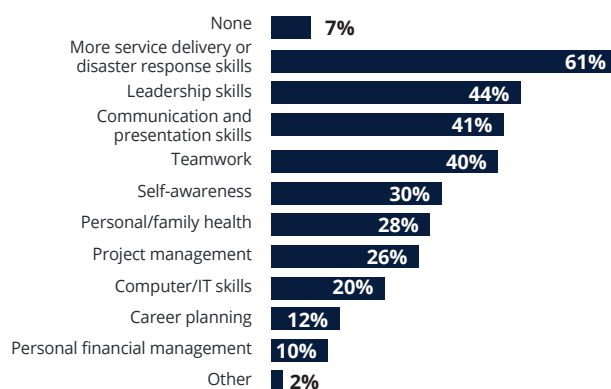 None 7%
More service delivery or
disaster response skills 61%
Leadership skills 44%
Communication and
presentation skills 41%
Teamwork 40%
Self-awareness 30%
Personal/family health 28%
Project management 26%
Computer/IT skills 20%
Career planning 12%
Personal financial management 10%
Other 2%